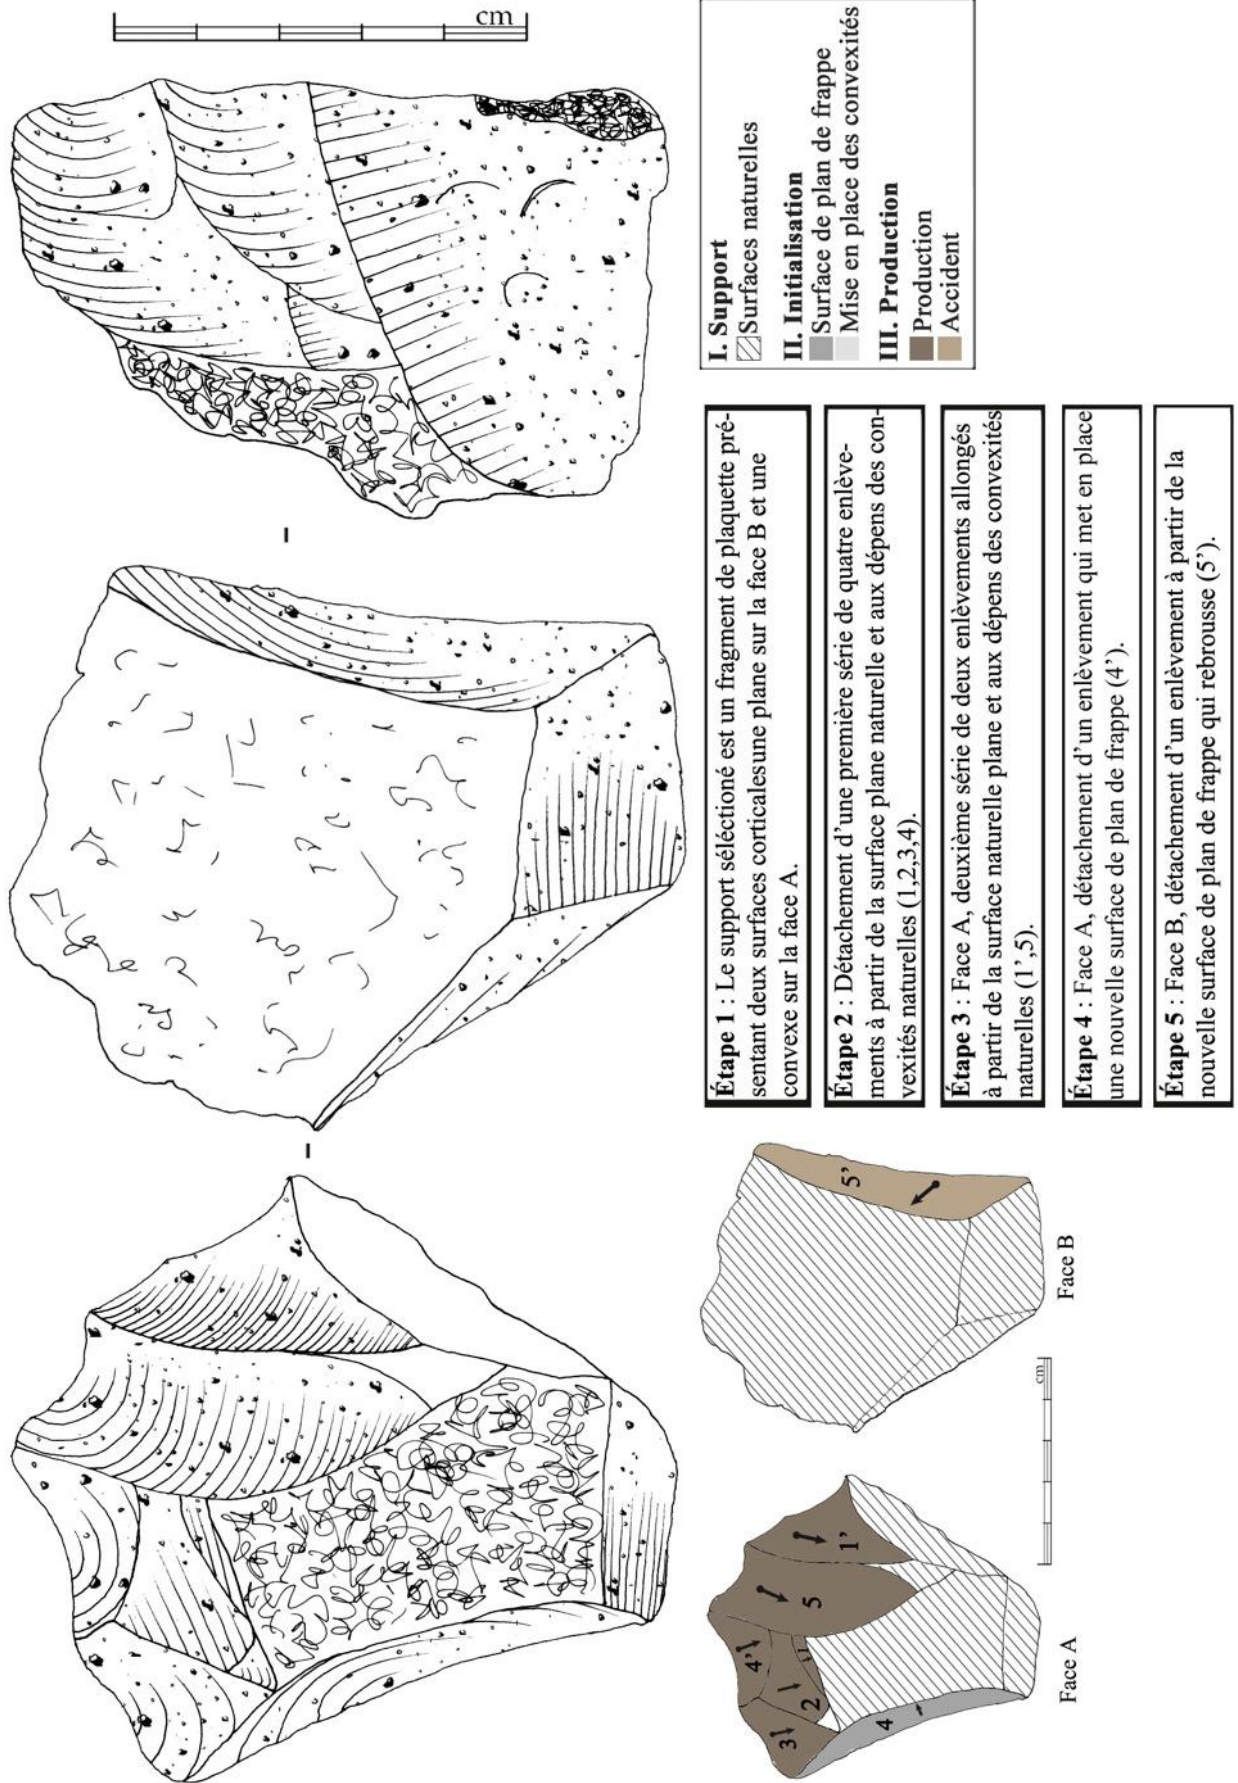 cm
I. Support
Surfaces naturelles
II. Initialisation
Surface de plan de frappe
Mise en place des convexités
III. Production
Production
Accident
Étape 1 : Le support séléctioné est un fragment de plaquette pré-
sentant deux surfaces corticalesune plane sur la face B et une
convexe sur la face A.
Étape 2 : Détachement d'une première série de quatre enlève-
ments à partir de la surface plane naturelle et aux dépens des con-
vexités naturelles (1,2,3,4).
Étape 3 : Face A, deuxième série de deux enlèvements allongés
à partir de la surface naturelle plane et aux dépens des convexités
naturelles (1',5).
Étape 4 : Face A, détachement d'un enlèvement qui met en place
une nouvelle surface de plan de frappe (4').
Étape 5 : Face B, détachement d'un enlèvement à partir de la
nouvelle surface de plan de frappe qui rebrousse (5').
3
4'
2
1
5
1'
4
Face A
cm
5'
Face B